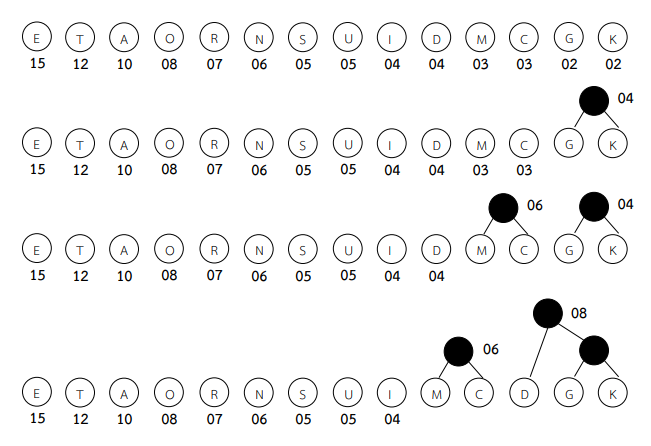 E T A O R N S U I D M C G K
15 12 10 08 07 06 05 05 04 04 03 03 02 02
04
E T A O R N S U I D M C G K
15 12 10 08 07 06 05 05 04 04 03 03
06 04
E T A O R N S U I D M C G K
15 12 10 08 07 06 05 05 04 04
08
06
E T A O R N S U I M C D G K
15 12 10 08 07 06 05 05 04